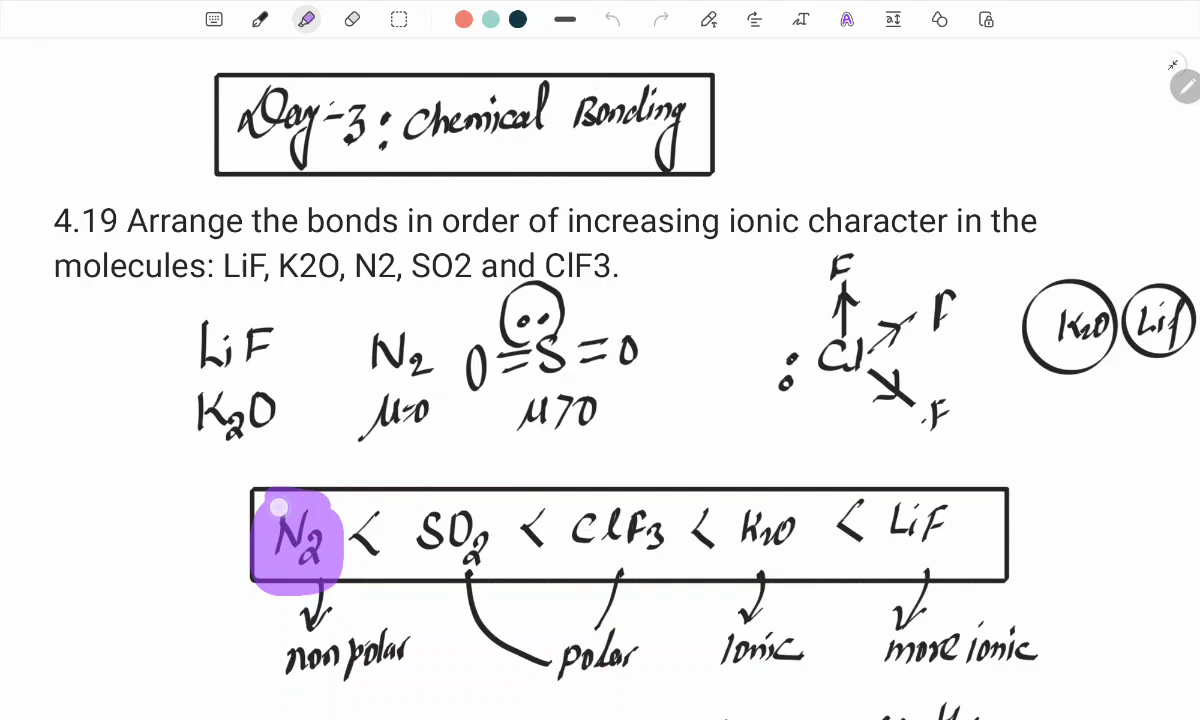 Day-3: Chemical Bonding
4.19 Arrange the bonds in order of increasing ionic character in the
molecules: LiF, K2O, N2, SO2 and ClF3.
LiF N2 O=S=O F F :Cl F K2O LiF
K2O μ=0 μ>0
N2 < SO2 < ClF3 < K2O < LiF
non polar polar Ionic more ionic